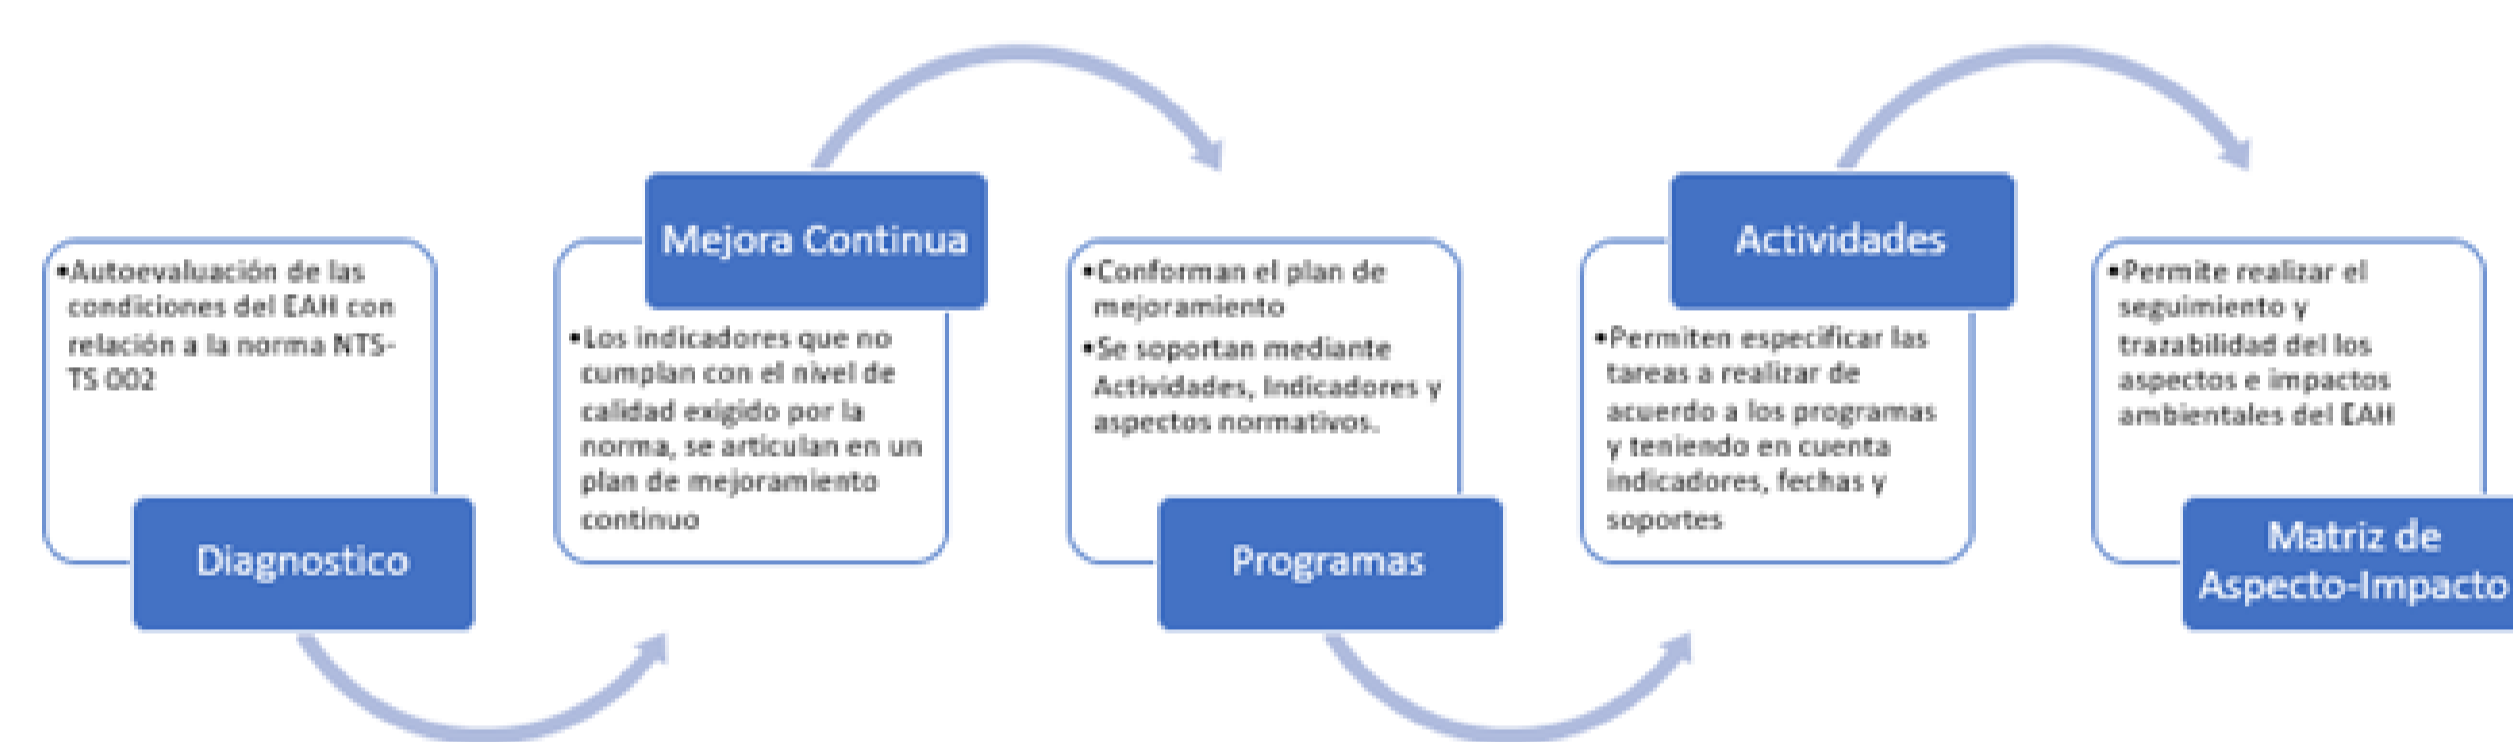 •Autoevaluación de las
condiciones del EAH con
relación a la norma NTS-
TS 002
Diagnostico
Mejora Continua
•Los indicadores que no
cumplan con el nivel de
calidad exigido por la
norma, se articulan en un
plan de mejoramiento
continuo
•Conforman el plan de
mejoramiento
•Se soportan mediante
Actividades, Indicadores y
aspectos normativos.
Programas
Actividades
•Permiten especificar las
tareas a realizar de
acuerdo a los programas
y teniendo en cuenta
indicadores, fechas y
soportes
•Permite realizar el
seguimiento y
trazabilidad del los
aspectos e impactos
ambientales del EAH
Matriz de
Aspecto-Impacto